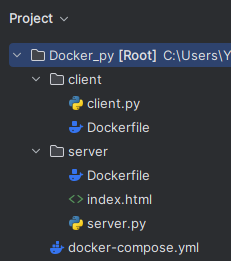 Project
Docker_py [Root] C:\Users\Y
client
client.py
Dockerfile
server
Dockerfile
index.html
server.py
docker-compose.yml